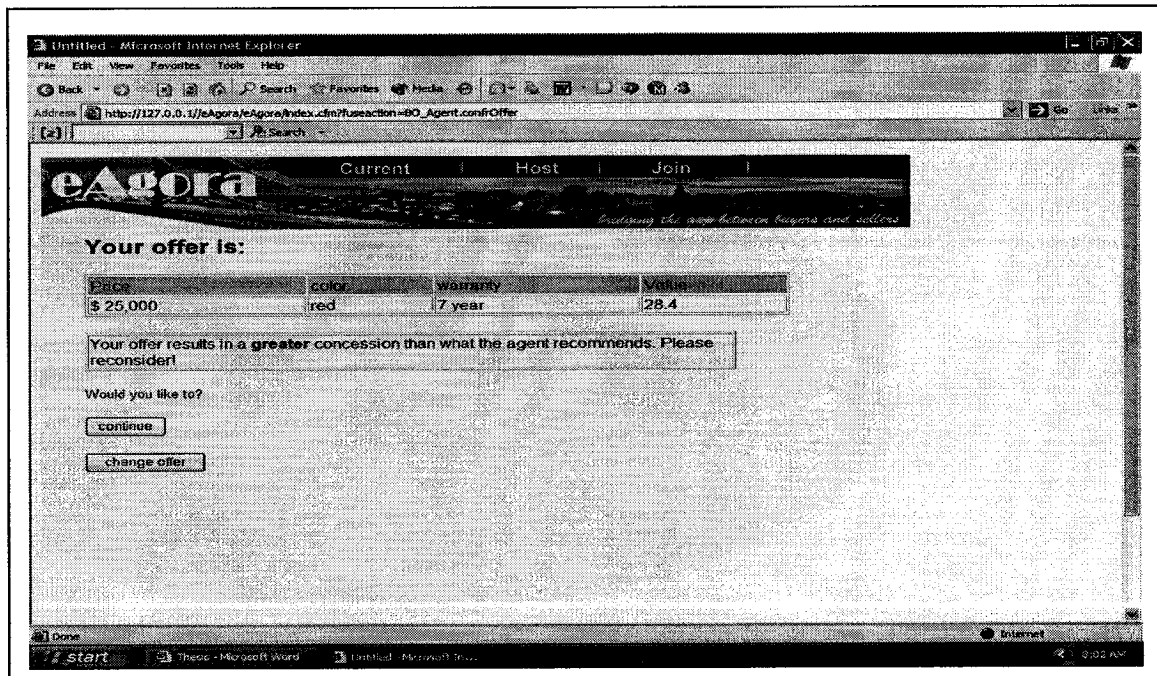 Untitled - Microsoft Internet Explorer
File Edit View Favorites Tools Help
Back Search Favorites Media
Address http://127.0.0.1//eAgora/eAgora/index.cfm?fuseaction=BO_Agent.confrOffer Go Links »
Search
Current | Host | Join |
eAgora
bridging the gap between buyers and sellers
Your offer is:
Price color warranty Value
$ 25,000 red 7 year 28.4
Your offer results in a greater concession than what the agent recommends. Please
reconsider!
Would you like to?
continue
change offer
Done Internet
start Thesis - Microsoft Word Untitled - Microsoft In... 8:02 AM